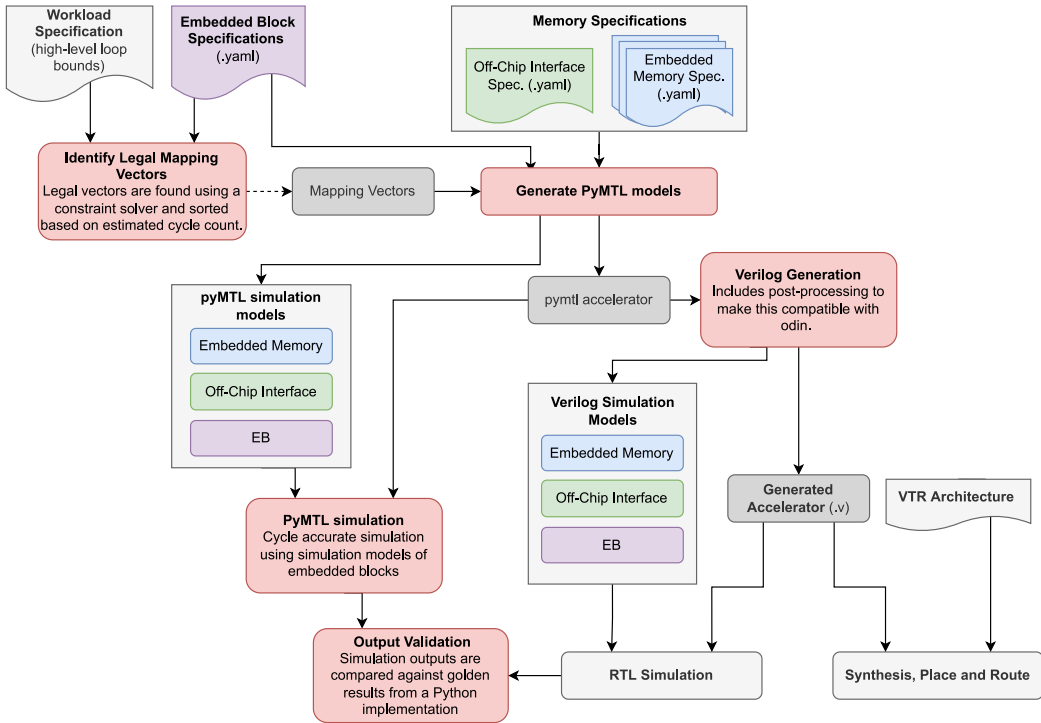 Workload
Specification
(high-level loop
bounds)
Embedded Block
Specifications
(.yaml)
Memory Specifications
Off-Chip Interface
Spec. (.yaml)
Embedded
Memory Spec.
(.yaml)
Identify Legal Mapping
Vectors
Legal vectors are found using a
constraint solver and sorted
based on estimated cycle count.
Mapping Vectors
Generate PyMTL models
pyMTL simulation
models
Embedded Memory
Off-Chip Interface
EB
pymtl accelerator
Verilog Generation
Includes post-processing to
make this compatible with
odin.
Verilog Simulation
Models
Embedded Memory
Off-Chip Interface
EB
Generated
Accelerator (.v)
VTR Architecture
PyMTL simulation
Cycle accurate simulation
using simulation models of
embedded blocks
Output Validation
Simulation outputs are
compared against golden
results from a Python
implementation
RTL Simulation
Synthesis, Place and Route